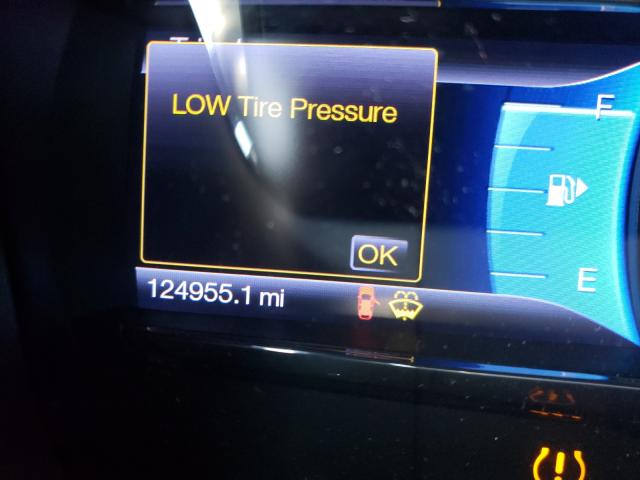 LOW Tire Pressure
OK
124955.1 mi
F
E